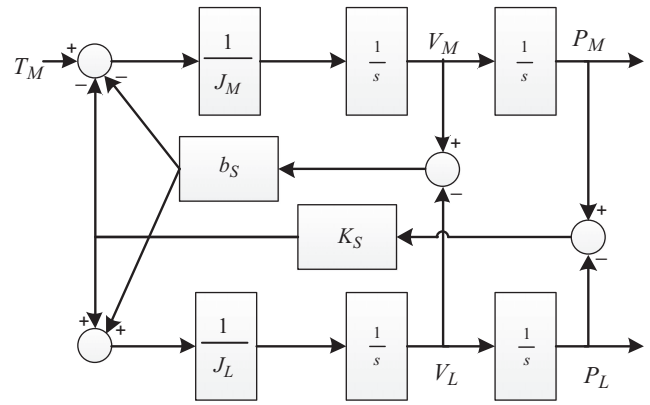 + 1 1 V_M 1 P_M
T_M − − J_M s s
+
b_S
−
+
K_S −
+ + 1 1 1
J_L s V_L s P_L